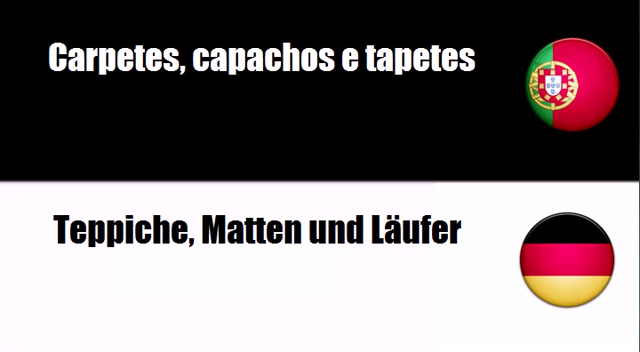 Carpetes, capachos e tapetes
Teppiche, Matten und Läufer